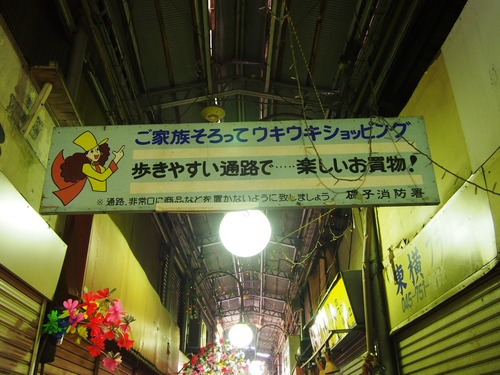 ご家族そろってウキウキショッピング
歩きやすい通路で……楽しいお買物!
※通路、非常口に商品などを置かないように致しましょう。 磯子消防署
東横
045-751